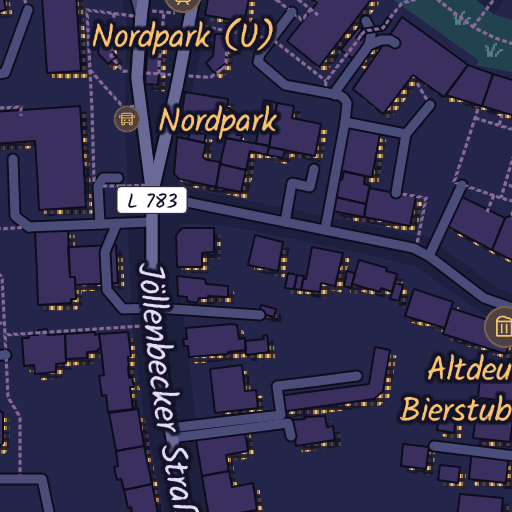 Nordpark (U)
Nordpark
L 783
Jöllenbecker Straß
Altdeu
Bierstub